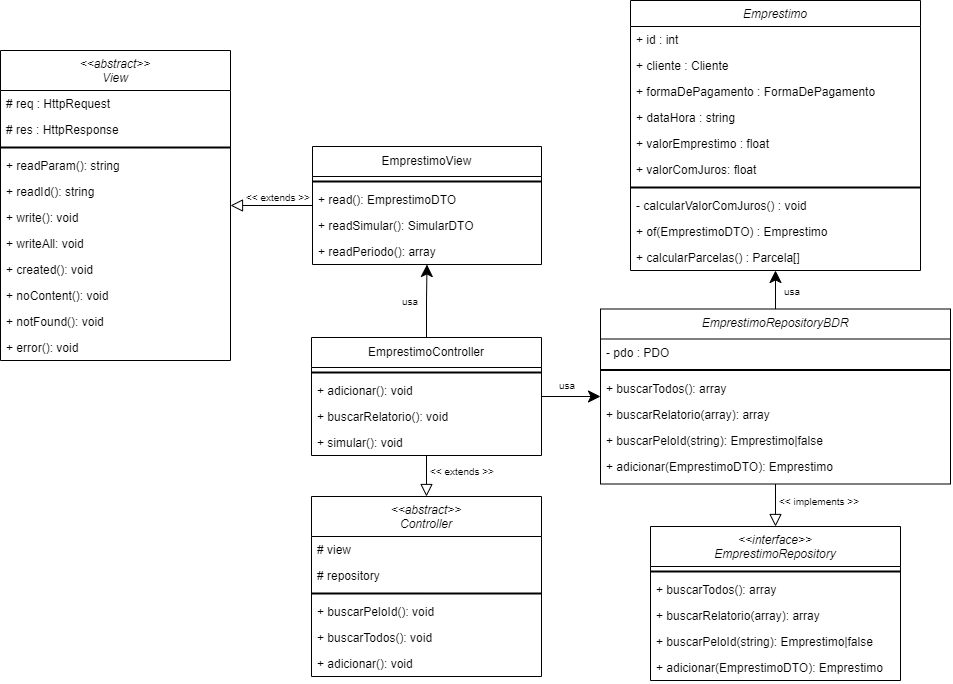 Emprestimo
+ id : int
+ cliente : Cliente
+ formaDePagamento : FormaDePagamento
+ dataHora : string
+ valorEmprestimo : float
+ valorComJuros: float
- calcularValorComJuros() : void
+ of(EmprestimoDTO) : Emprestimo
+ calcularParcelas() : Parcela[]
<<abstract>>
View
# req : HttpRequest
# res : HttpResponse
+ readParam(): string
+ readId(): string
+ write(): void
+ writeAll: void
+ created(): void
+ noContent(): void
+ notFound(): void
+ error(): void
<< extends >>
EmprestimoView
+ read(): EmprestimoDTO
+ readSimular(): SimularDTO
+ readPeriodo(): array
usa
usa
EmprestimoController
+ adicionar(): void
+ buscarRelatorio(): void
+ simular(): void
usa
EmprestimoRepositoryBDR
- pdo : PDO
+ buscarTodos(): array
+ buscarRelatorio(array): array
+ buscarPeloId(string): Emprestimo|false
+ adicionar(EmprestimoDTO): Emprestimo
<< extends >>
<< implements >>
<<abstract>>
Controller
# view
# repository
+ buscarPeloId(): void
+ buscarTodos(): void
+ adicionar(): void
<<interface>>
EmprestimoRepository
+ buscarTodos(): array
+ buscarRelatorio(array): array
+ buscarPeloId(string): Emprestimo|false
+ adicionar(EmprestimoDTO): Emprestimo